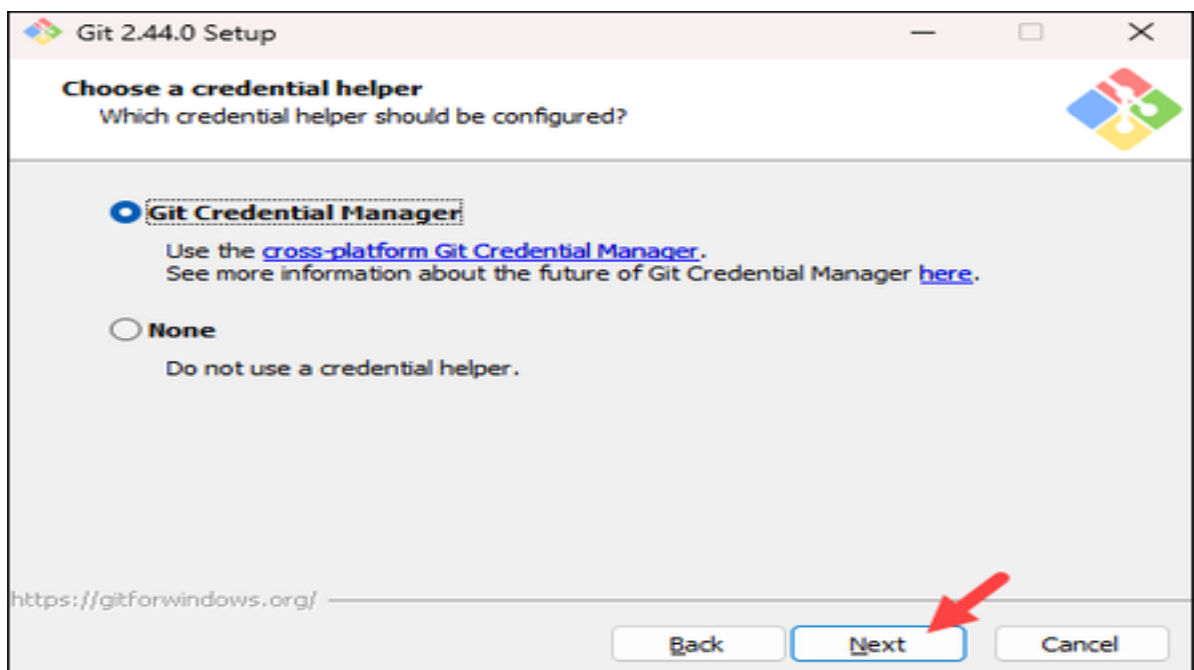 Git 2.44.0 Setup
Choose a credential helper
Which credential helper should be configured?
Git Credential Manager
Use the cross-platform Git Credential Manager.
See more information about the future of Git Credential Manager here.
None
Do not use a credential helper.
https://gitforwindows.org/
Back Next Cancel